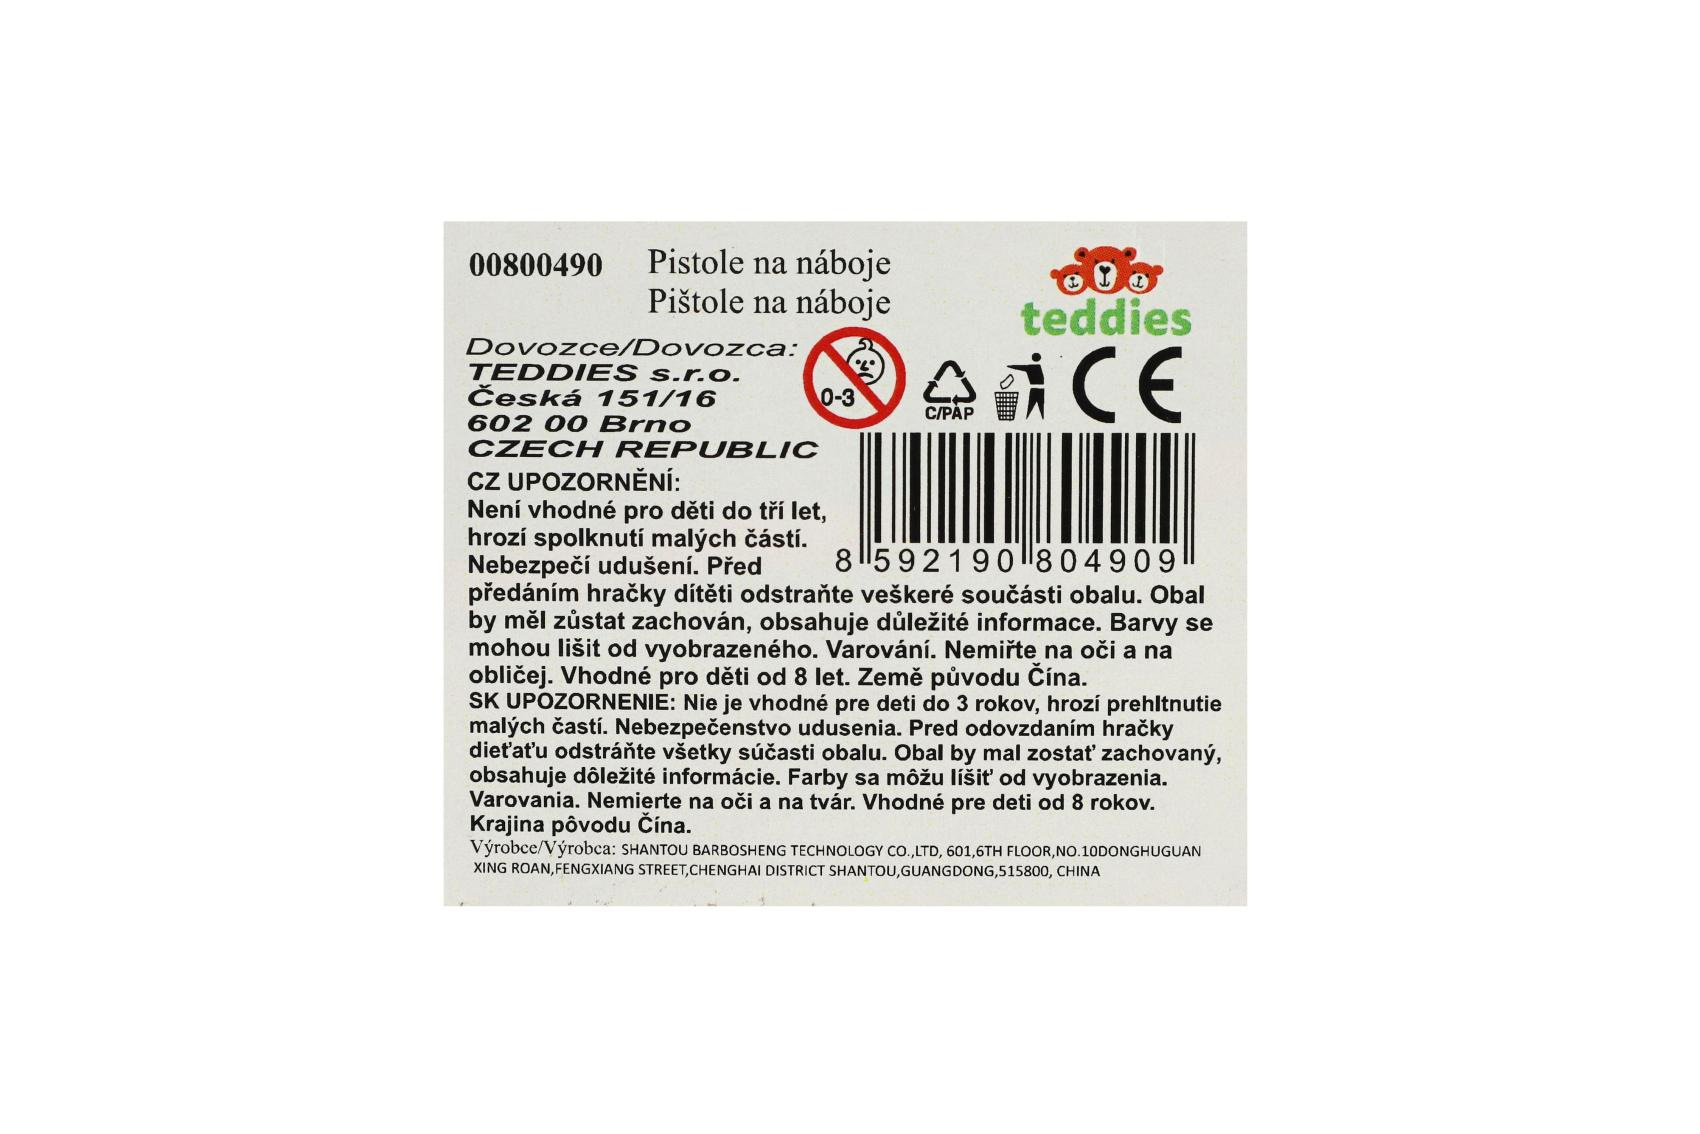 00800490
Pistole na náboje
Pištole na náboje
teddies
Dovozce/Dovozca:
TEDDIES s.r.o.
Česká 151/16
602 00 Brno
CZECH REPUBLIC
0-3
C/PAP
CE
8 592190 804909
CZ UPOZORNĚNÍ:
Není vhodné pro děti do tří let,
hrozí spolknutí malých částí.
Nebezpečí udušení. Před
předáním hračky dítěti odstraňte veškeré součásti obalu. Obal
by měl zůstat zachován, obsahuje důležité informace. Barvy se
mohou lišit od vyobrazeného. Varování. Nemiřte na oči a na
obličej. Vhodné pro děti od 8 let. Země původu Čína.
SK UPOZORNENIE: Nie je vhodné pre deti do 3 rokov, hrozí prehltnutie
malých častí. Nebezpečenstvo udusenia. Pred odovzdaním hračky
dieťaťu odstráňte všetky súčasti obalu. Obal by mal zostať zachovaný,
obsahuje dôležité informácie. Farby sa môžu líšiť od vyobrazenia.
Varovania. Nemierte na oči a na tvár. Vhodné pre deti od 8 rokov.
Krajina pôvodu Čína.
Výrobce/Výrobca: SHANTOU BARBOSHENG TECHNOLOGY CO.,LTD, 601,6TH FLOOR,NO.10DONGHUGUAN
XING ROAN,FENGXIANG STREET,CHENGHAI DISTRICT SHANTOU,GUANGDONG,515800, CHINA